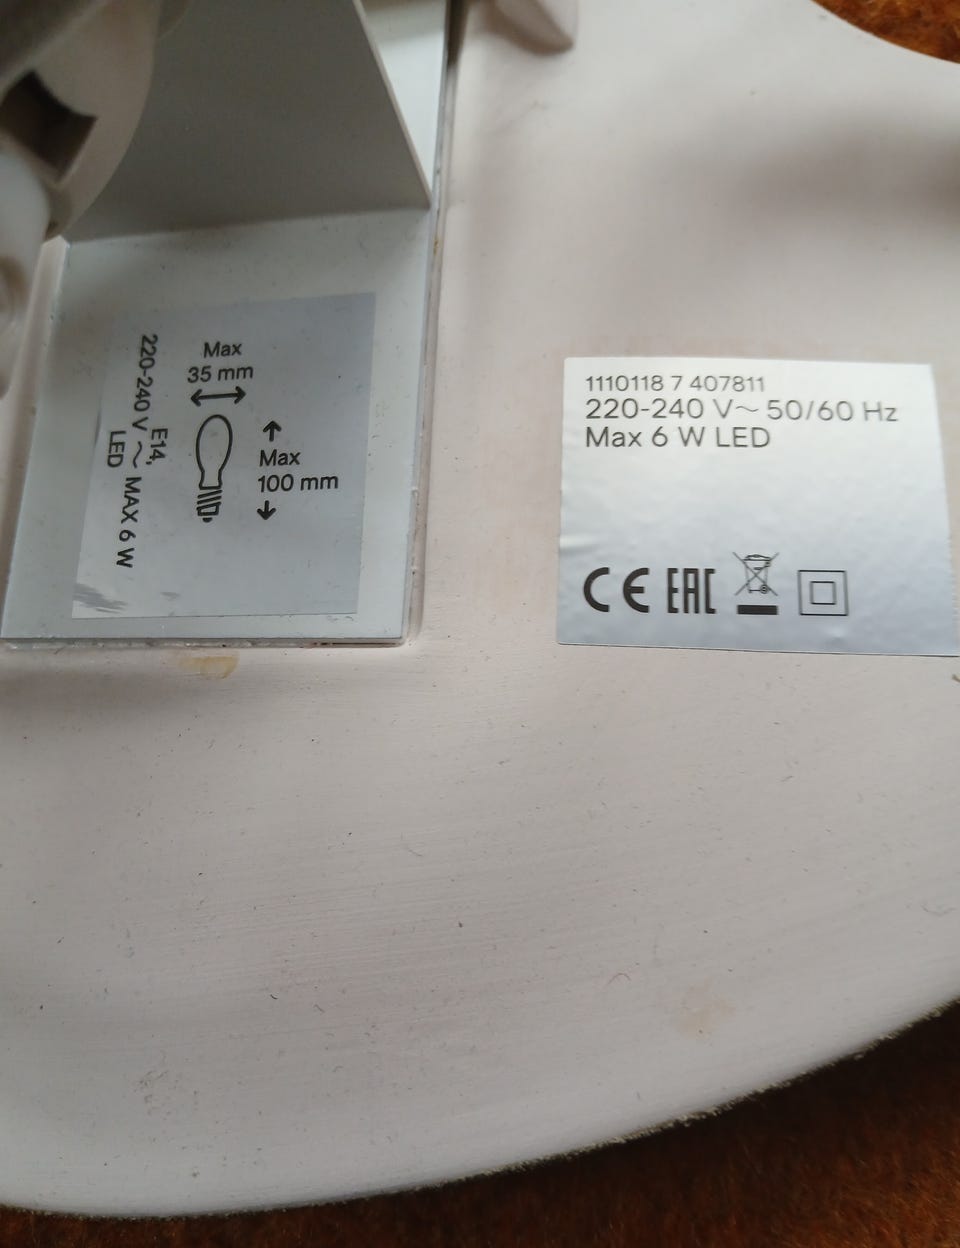 Max
35 mm
Max
100 mm
E14,
220-240 V ~ MAX 6 W
LED
1110118 7 407811
220-240 V~ 50/60 Hz
Max 6 W LED
CE EAC